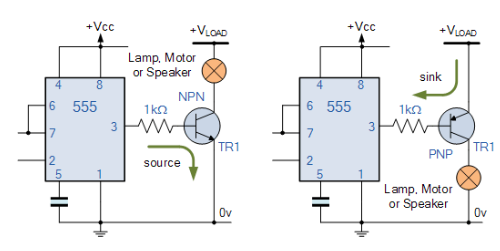 +Vcc
+VLOAD
Lamp, Motor
or Speaker
4
8
NPN
6
555
1kΩ
3
7
TR1
source
2
5
1
0v
+Vcc
+VLOAD
sink
4
8
6
555
1kΩ
3
7
TR1
PNP
2
5
1
Lamp, Motor
or Speaker
0v